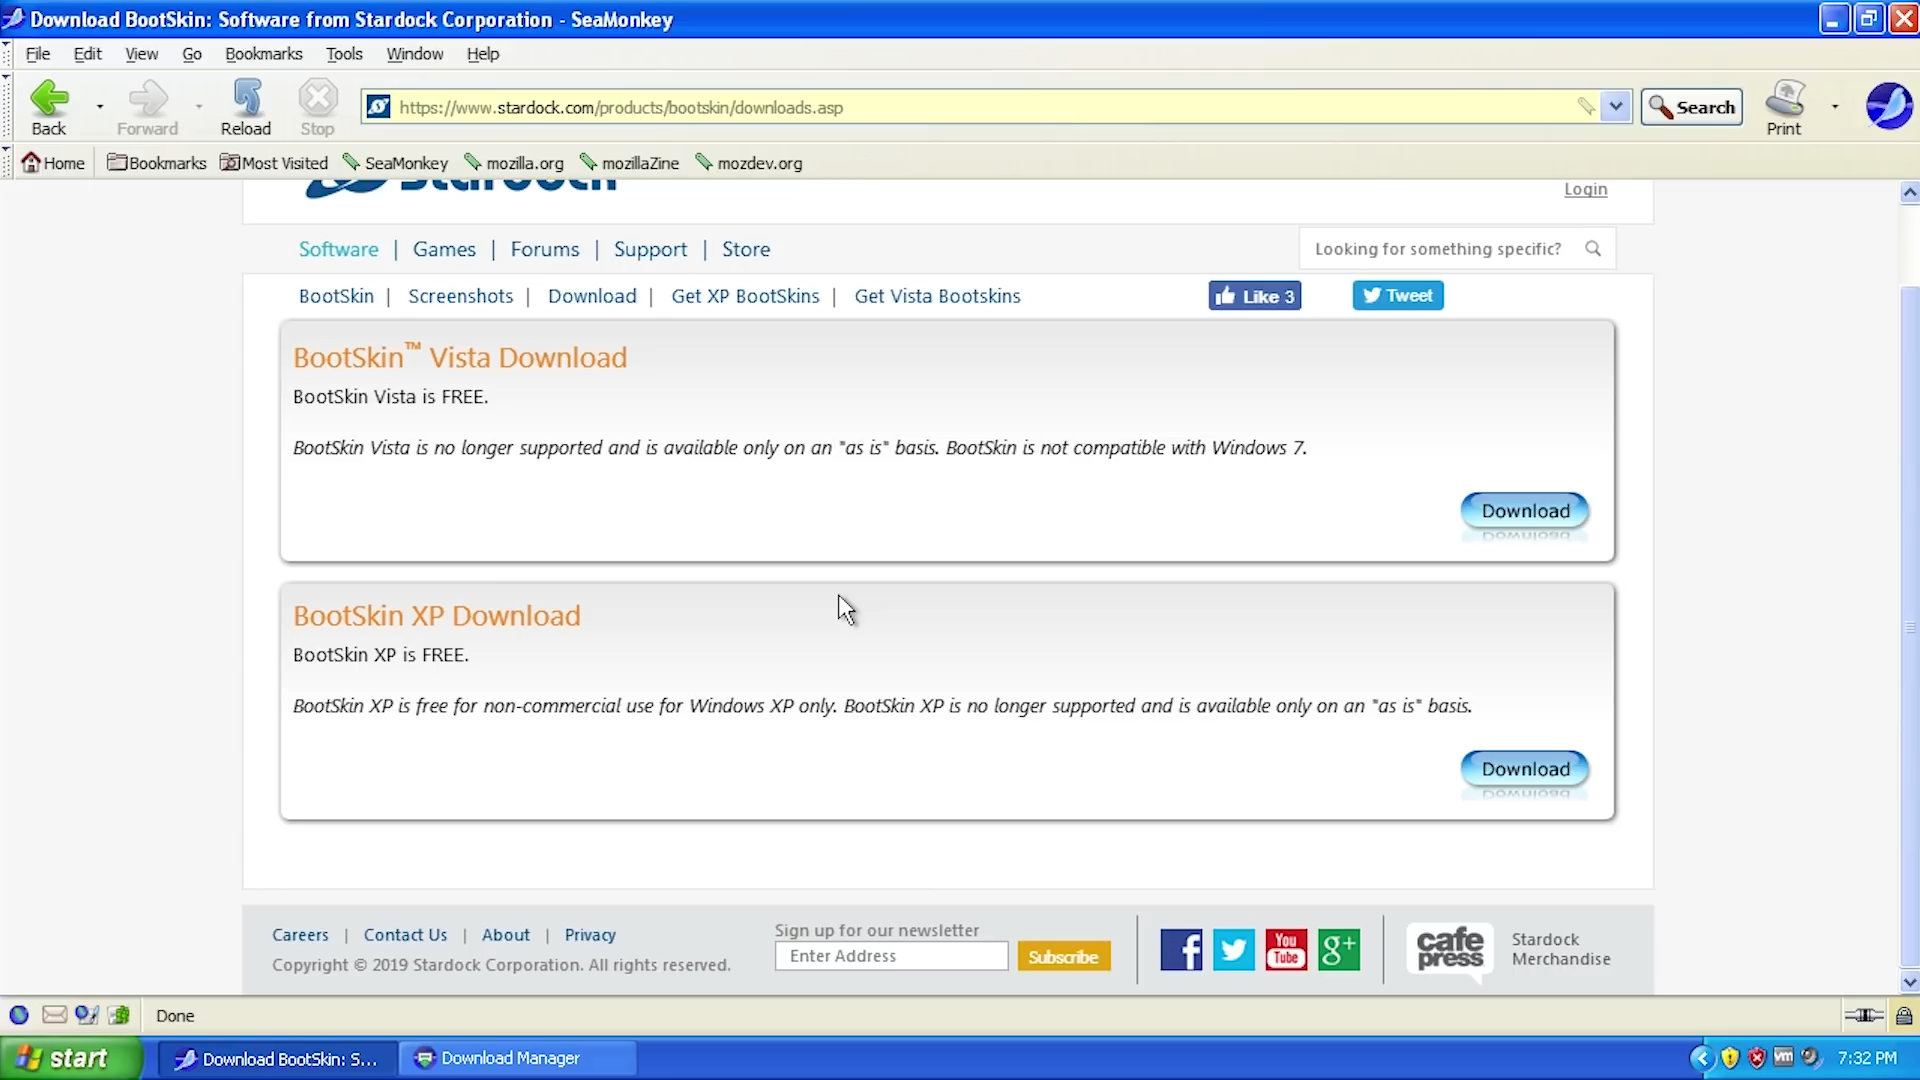 Download BootSkin: Software from Stardock Corporation - SeaMonkey
File Edit View Go Bookmarks Tools Window Help
Back Forward Reload Stop https://www.stardock.com/products/bootskin/downloads.asp Search Print
Home Bookmarks Most Visited SeaMonkey mozilla.org mozillaZine mozdev.org
Stardock
Login
Software | Games | Forums | Support | Store
Looking for something specific?
BootSkin | Screenshots | Download | Get XP BootSkins | Get Vista Bootskins
Like 3
Tweet
BootSkin™ Vista Download
BootSkin Vista is FREE.
BootSkin Vista is no longer supported and is available only on an "as is" basis. BootSkin is not compatible with Windows 7.
Download
BootSkin XP Download
BootSkin XP is FREE.
BootSkin XP is free for non-commercial use for Windows XP only. BootSkin XP is no longer supported and is available only on an "as is" basis.
Download
Careers | Contact Us | About | Privacy
Copyright © 2019 Stardock Corporation. All rights reserved.
Sign up for our newsletter
Enter Address
Subscribe
f
You
Tube
g+
cafe
press
Stardock
Merchandise
Done
start
Download BootSkin: S...
Download Manager
vm
7:32 PM